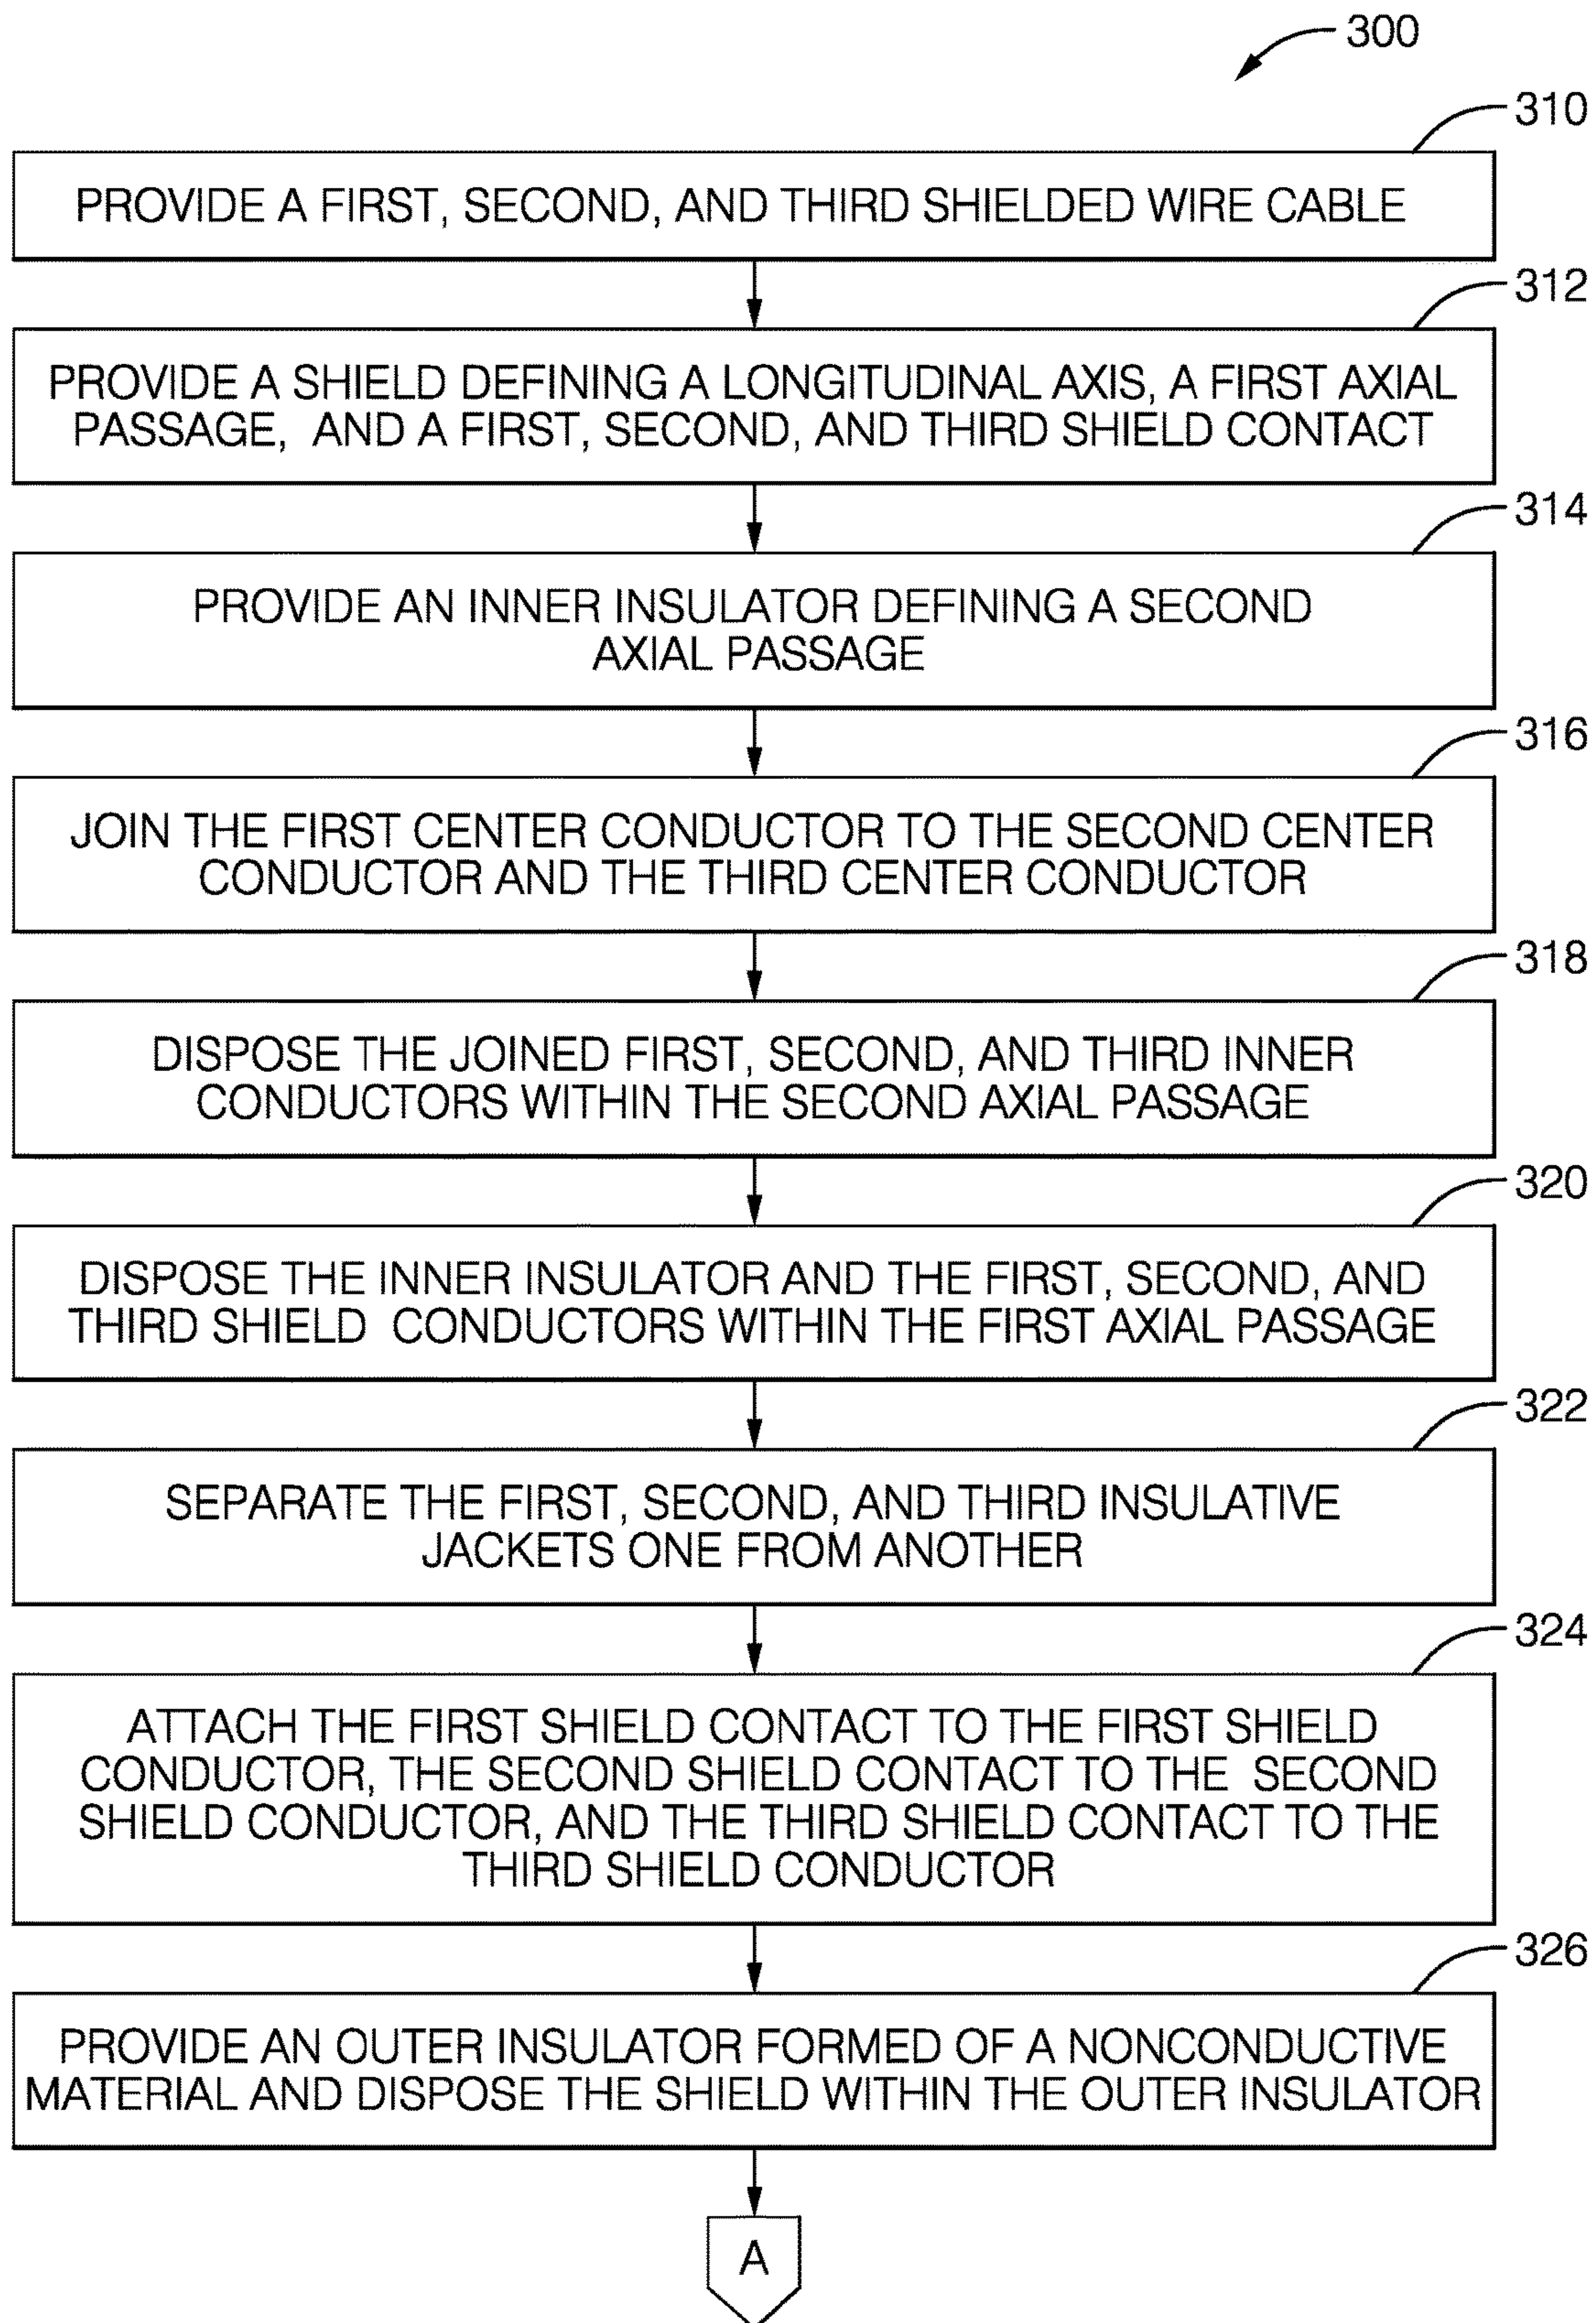 300
310
PROVIDE A FIRST, SECOND, AND THIRD SHIELDED WIRE CABLE
312
PROVIDE A SHIELD DEFINING A LONGITUDINAL AXIS, A FIRST AXIAL
PASSAGE, AND A FIRST, SECOND, AND THIRD SHIELD CONTACT
314
PROVIDE AN INNER INSULATOR DEFINING A SECOND
AXIAL PASSAGE
316
JOIN THE FIRST CENTER CONDUCTOR TO THE SECOND CENTER
CONDUCTOR AND THE THIRD CENTER CONDUCTOR
318
DISPOSE THE JOINED FIRST, SECOND, AND THIRD INNER
CONDUCTORS WITHIN THE SECOND AXIAL PASSAGE
320
DISPOSE THE INNER INSULATOR AND THE FIRST, SECOND, AND
THIRD SHIELD CONDUCTORS WITHIN THE FIRST AXIAL PASSAGE
322
SEPARATE THE FIRST, SECOND, AND THIRD INSULATIVE
JACKETS ONE FROM ANOTHER
324
ATTACH THE FIRST SHIELD CONTACT TO THE FIRST SHIELD
CONDUCTOR, THE SECOND SHIELD CONTACT TO THE SECOND
SHIELD CONDUCTOR, AND THE THIRD SHIELD CONTACT TO THE
THIRD SHIELD CONDUCTOR
326
PROVIDE AN OUTER INSULATOR FORMED OF A NONCONDUCTIVE
MATERIAL AND DISPOSE THE SHIELD WITHIN THE OUTER INSULATOR
A